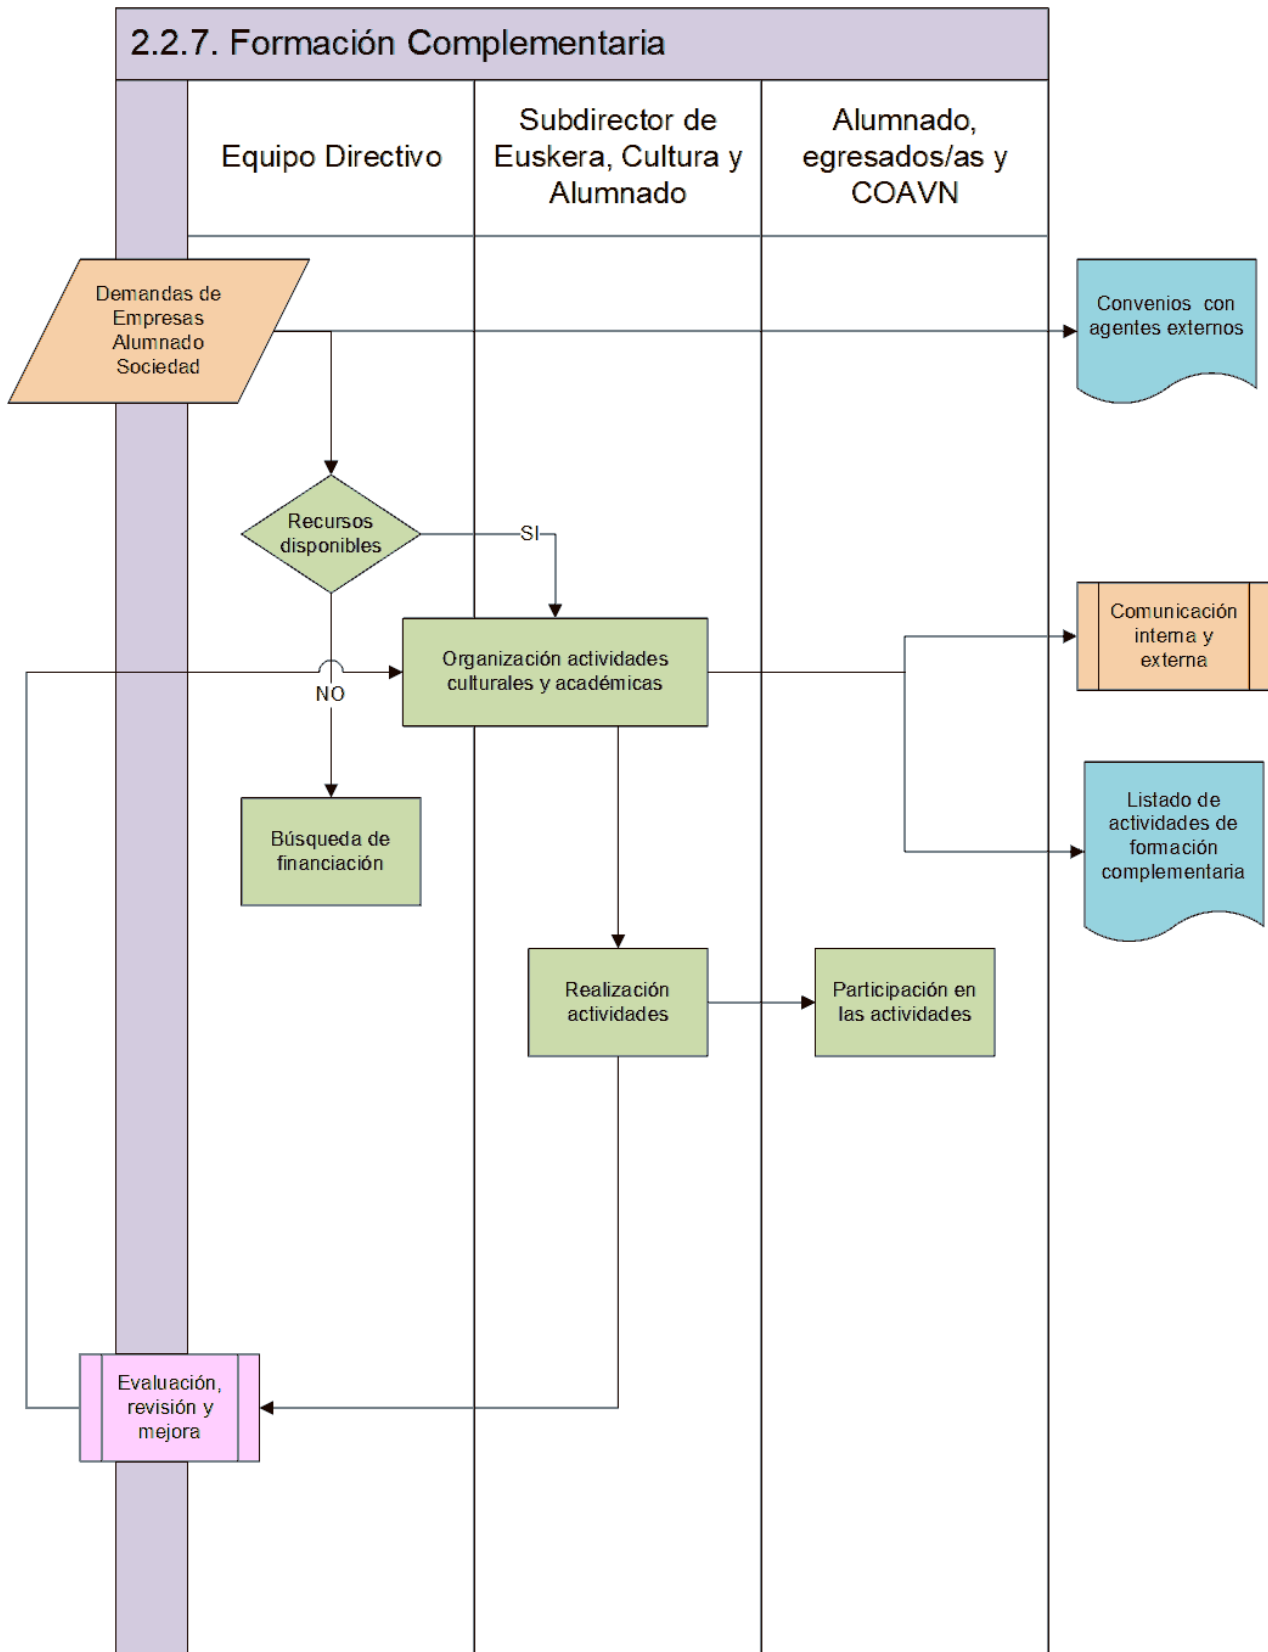 2.2.7. Formación Complementaria
Equipo Directivo
Subdirector de
Euskera, Cultura y
Alumnado
Alumnado,
egresados/as y
COAVN
Demandas de
Empresas
Alumnado
Sociedad
Convenios con
agentes externos
Recursos
disponibles
SI
Comunicación
interna y
externa
Organización actividades
culturales y académicas
NO
Búsqueda de
financiación
Listado de
actividades de
formación
complementaria
Realización
actividades
Participación en
las actividades
Evaluación,
revisión y
mejora